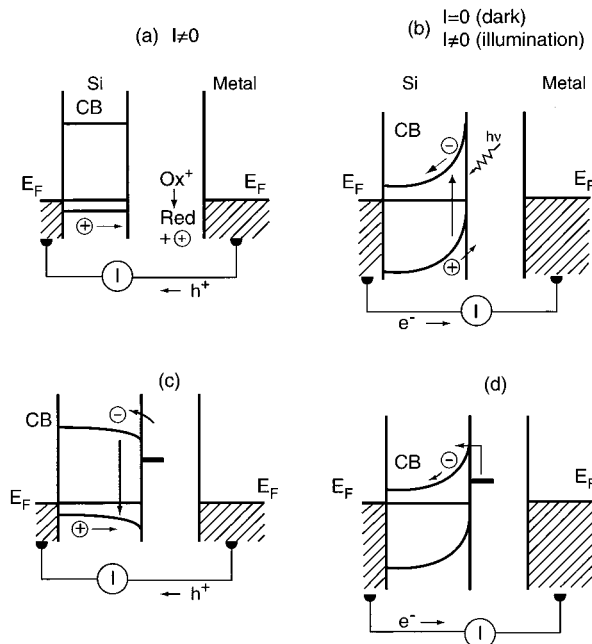 (a) I≠0
Si
Metal
CB
E_F
E_F
Ox⁺
Red
⊕
+ ⊕
I
← h⁺
(b) I=0 (dark)
I≠0 (illumination)
Si
Metal
CB
⊖
hν
E_F
E_F
⊕
e⁻ →
I
(c)
CB
⊖
E_F
E_F
⊕
I
← h⁺
(d)
CB
⊖
E_F
E_F
e⁻ →
I